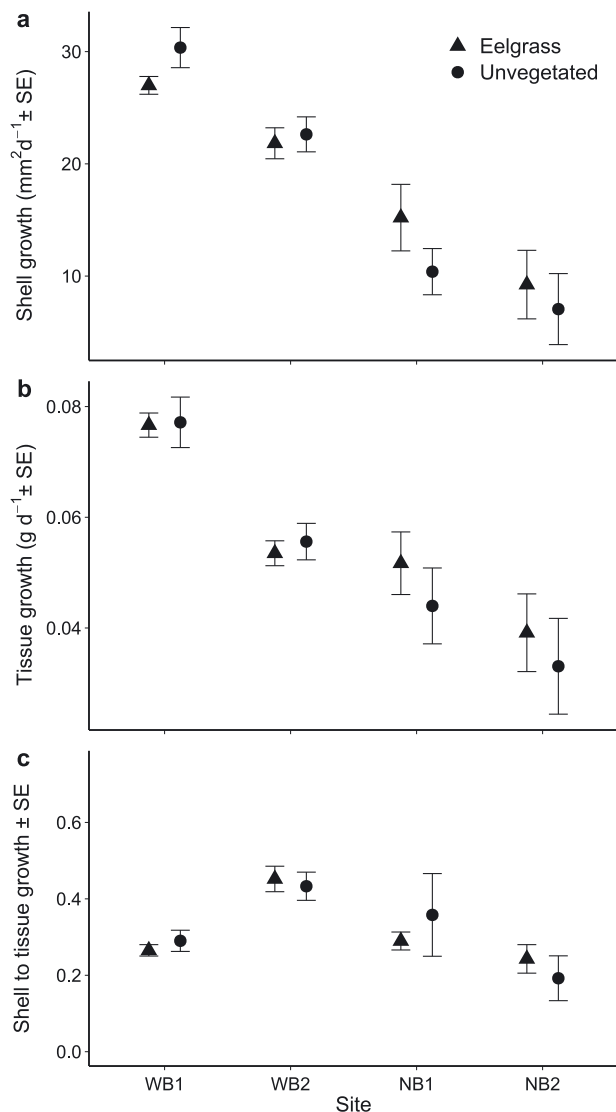 a
Eelgrass
Unvegetated
30
20
10
Shell growth (mm²d⁻¹± SE)
b
0.08
0.06
0.04
Tissue growth (g d⁻¹± SE)
c
0.6
0.4
0.2
0.0
Shell to tissue growth ± SE
WB1 WB2 NB1 NB2
Site